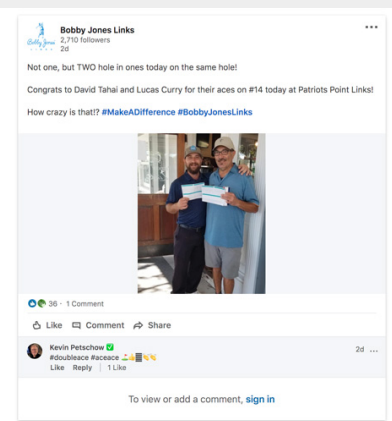 Bobby Jones Links
2,710 followers
2d
Not one, but TWO hole in ones today on the same hole!
Congrats to David Tahai and Lucas Curry for their aces on #14 today at Patriots Point Links!
How crazy is that!? #MakeADifference #BobbyJonesLinks
36 · 1 Comment
Like Comment Share
Kevin Petschow ✅ 2d
#doubleace #aceace
Like Reply | 1 Like
To view or add a comment, sign in